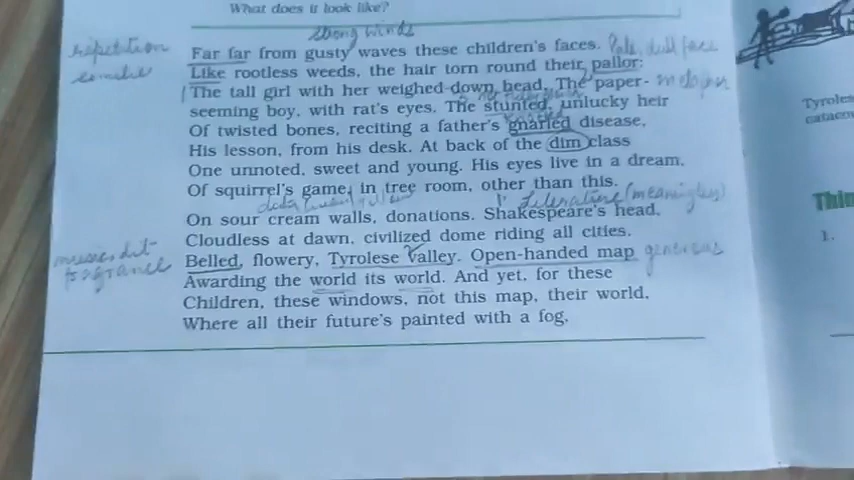 What does it look like?
strong winds
repetition Far far from gusty waves these children's faces. Pale, dull face
Like rootless weeds, the hair torn round their pallor:
The tall girl with her weighed-down head. The paper-
seeming boy, with rat's eyes. The stunted, unlucky heir
Of twisted bones, reciting a father's gnarled disease,
His lesson, from his desk. At back of the dim class
One unnoted, sweet and young. His eyes live in a dream,
Of squirrel's game, in tree room, other than this.
Literature (meaningless)
On sour cream walls, donations. Shakespeare's head,
Cloudless at dawn, civilized dome riding all cities.
Belled, flowery, Tyrolese valley. Open-handed map generous
Awarding the world its world. And yet, for these
Children, these windows, not this map, their world,
Where all their future's painted with a fog,
Tyroles
cataco
Thin
1.